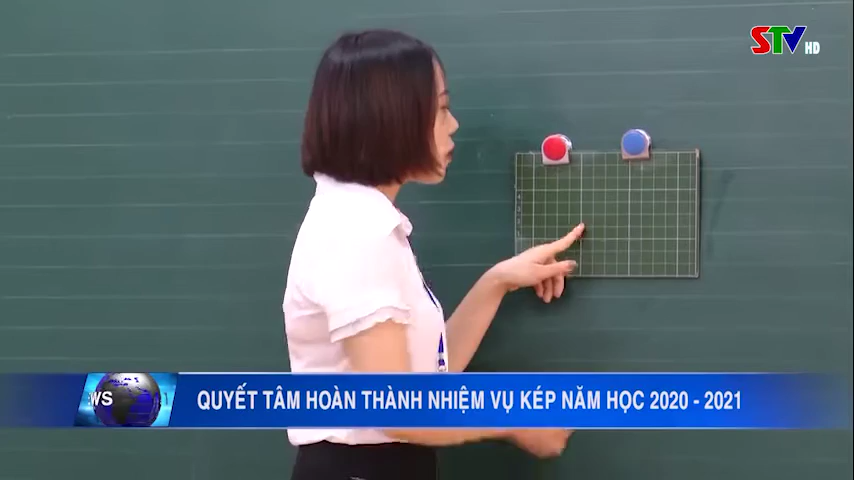 STV HD
WS
QUYẾT TÂM HOÀN THÀNH NHIỆM VỤ KÉP NĂM HỌC 2020 - 2021